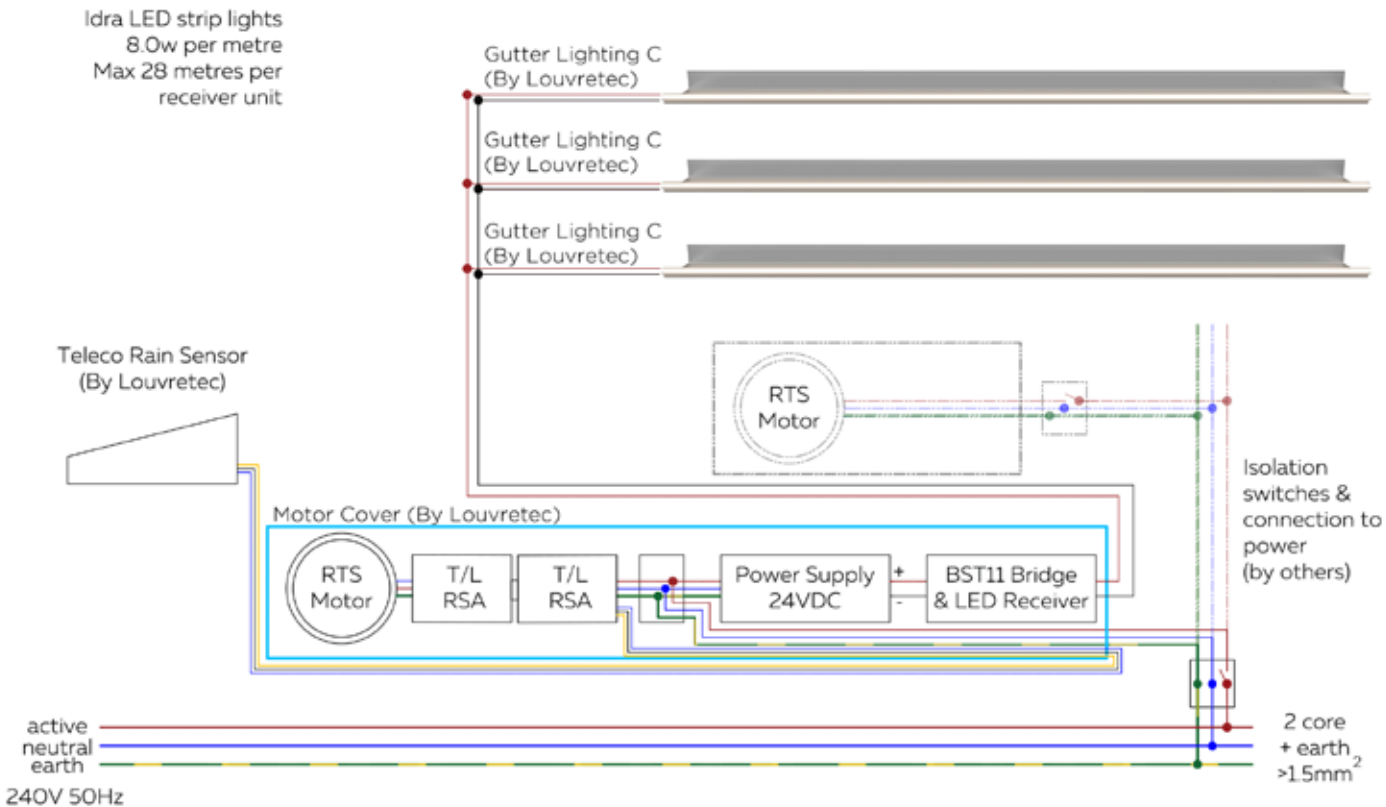 Idra LED strip lights
8.0w per metre
Max 28 metres per
receiver unit
Gutter Lighting C
(By Louvretec)
Gutter Lighting C
(By Louvretec)
Gutter Lighting C
(By Louvretec)
Teleco Rain Sensor
(By Louvretec)
RTS
Motor
Isolation
switches &
connection to
power
(by others)
Motor Cover (By Louvretec)
RTS
Motor
T/L
RSA
T/L
RSA
Power Supply
24VDC
+
-
BST11 Bridge
& LED Receiver
active
neutral
earth
240V 50Hz
2 core
+ earth
>1.5mm²